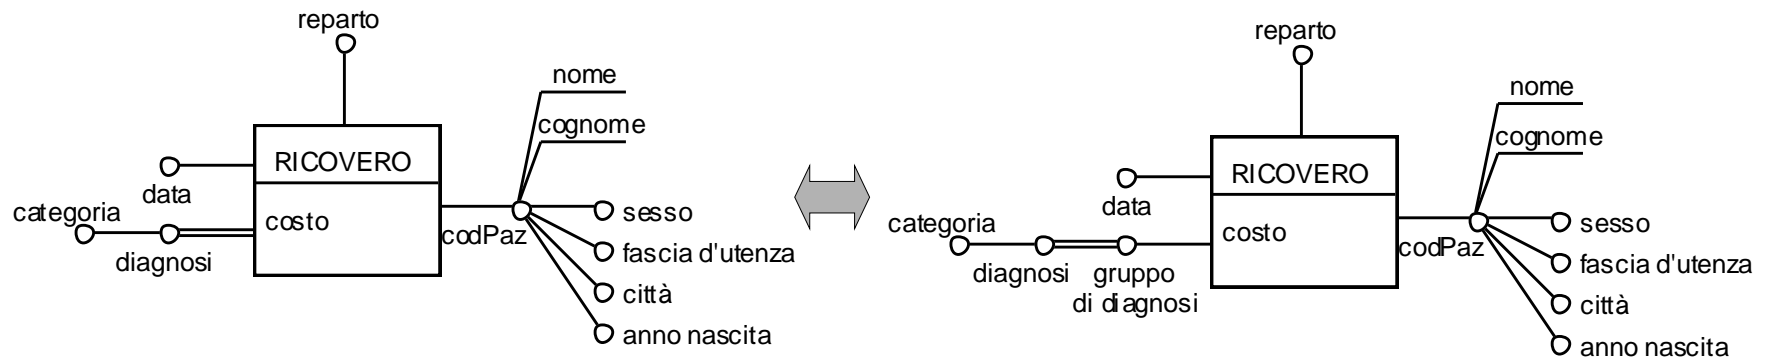 reparto
nome
cognome
RICOVERO
data
categoria
costo
diagnosi
codPaz
sesso
fascia d'utenza
città
anno nascita
reparto
nome
cognome
RICOVERO
data
categoria
costo
diagnosi
gruppo
di diagnosi
codPaz
sesso
fascia d'utenza
città
anno nascita